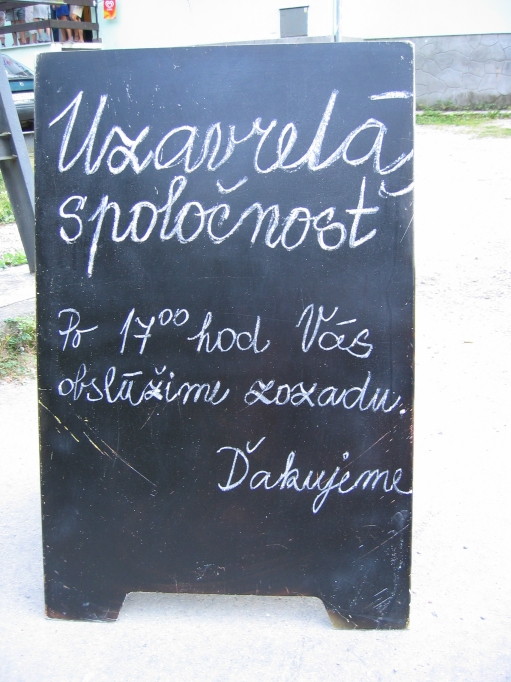 Uzavretá
spoločnosť
Po 17⁰⁰ hod Vás
obslúžime zozadu.
Ďakujeme